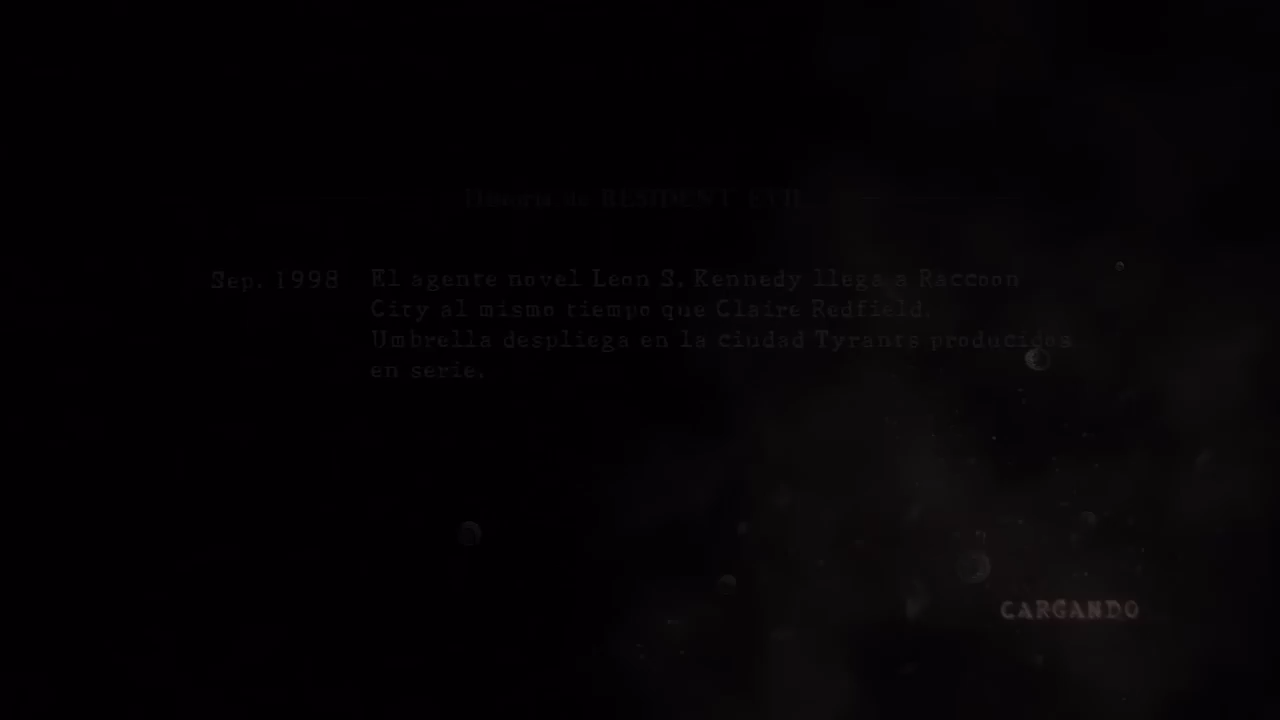 Historia de RESIDENT EVIL
Sep. 1998 El agente novel Leon S. Kennedy llega a Raccoon
City al mismo tiempo que Claire Redfield.
Umbrella despliega en la ciudad Tyrants producidos
en serie.
CARGANDO